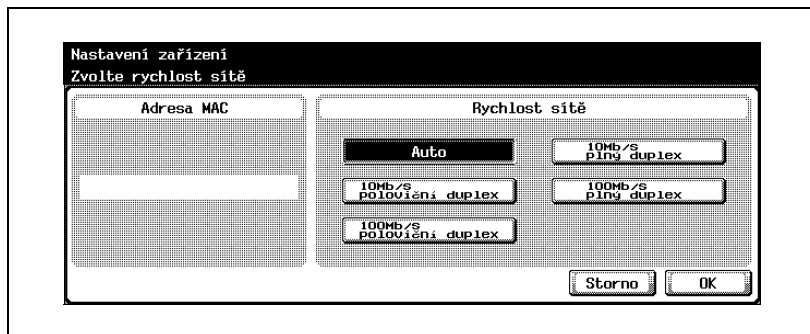 Nastavení zařízení
Zvolte rychlost sítě
Adresa MAC
Rychlost sítě
Auto
10Mb/s
plný duplex
10Mb/s
poloviční duplex
100Mb/s
plný duplex
100Mb/s
poloviční duplex
Storno
OK